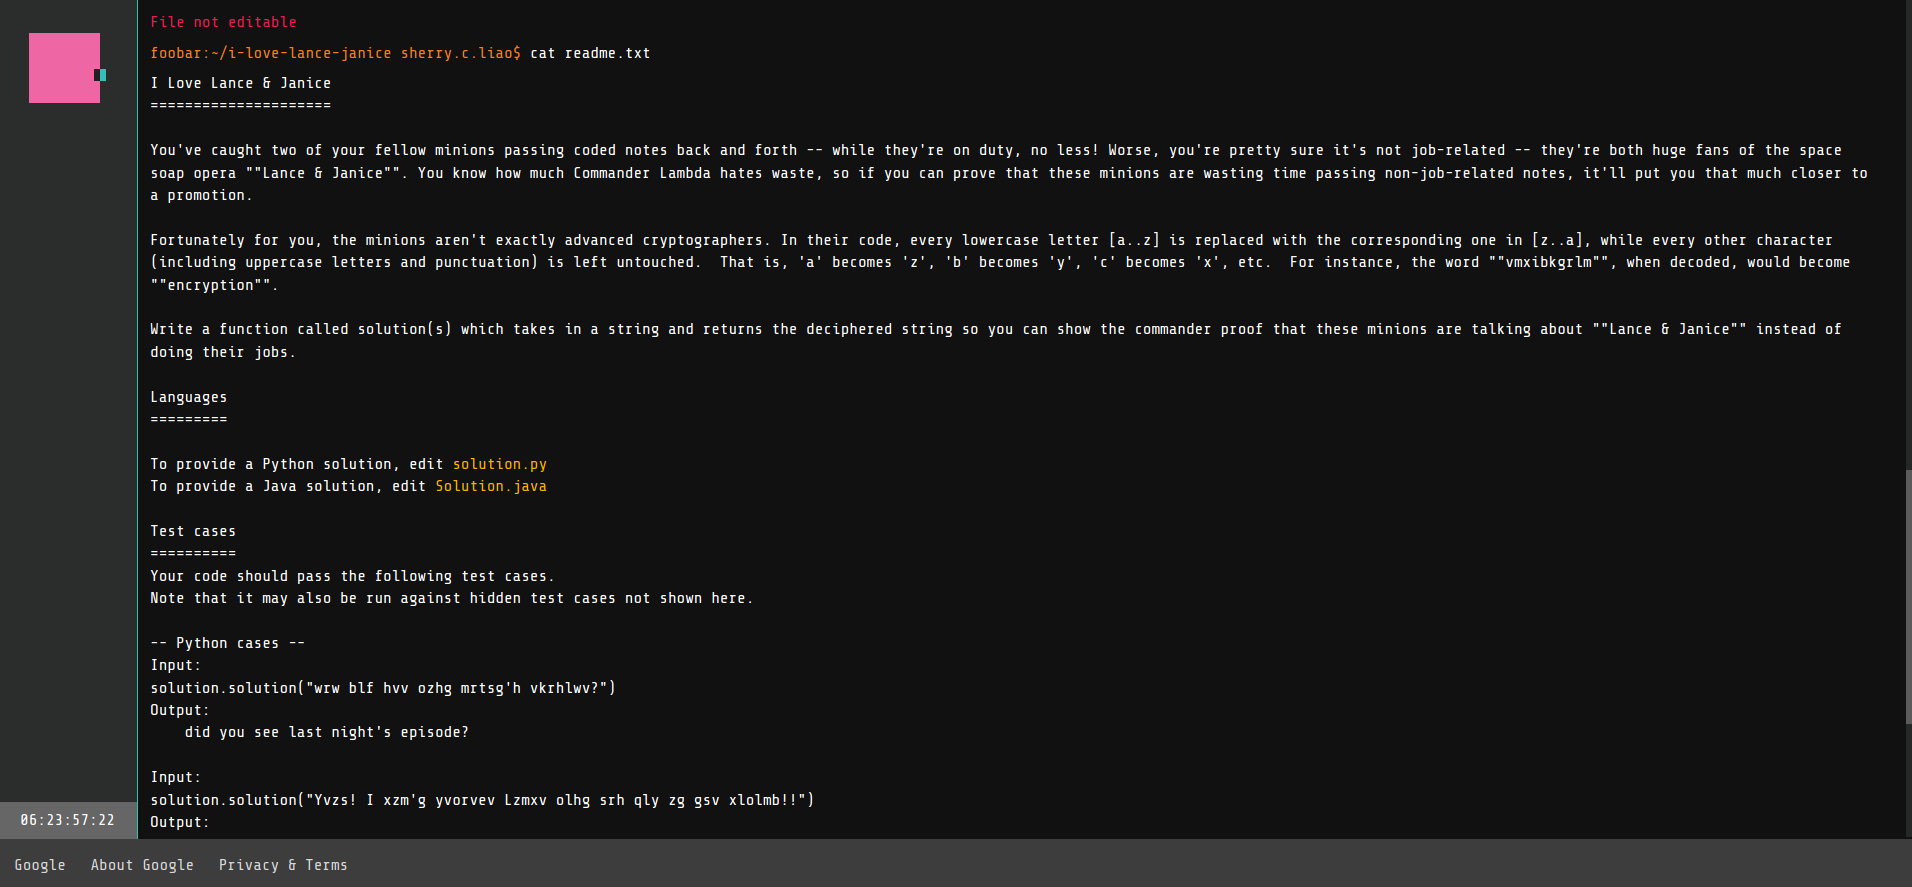 File not editable
foobar:~/i-love-lance-janice sherry.c.liao$ cat readme.txt
I Love Lance & Janice
=====================
You've caught two of your fellow minions passing coded notes back and forth -- while they're on duty, no less! Worse, you're pretty sure it's not job-related -- they're both huge fans of the space
soap opera ""Lance & Janice"". You know how much Commander Lambda hates waste, so if you can prove that these minions are wasting time passing non-job-related notes, it'll put you that much closer to
a promotion.
Fortunately for you, the minions aren't exactly advanced cryptographers. In their code, every lowercase letter [a..z] is replaced with the corresponding one in [z..a], while every other character
(including uppercase letters and punctuation) is left untouched.  That is, 'a' becomes 'z', 'b' becomes 'y', 'c' becomes 'x', etc.  For instance, the word ""vmxibkgrlm"", when decoded, would become
""encryption"".
Write a function called solution(s) which takes in a string and returns the deciphered string so you can show the commander proof that these minions are talking about ""Lance & Janice"" instead of
doing their jobs.
Languages
=========
To provide a Python solution, edit solution.py
To provide a Java solution, edit Solution.java
Test cases
==========
Your code should pass the following test cases.
Note that it may also be run against hidden test cases not shown here.
-- Python cases --
Input:
solution.solution("wrw blf hvv ozhg mrtsg'h vkrhlwv?")
Output:
    did you see last night's episode?
Input:
solution.solution("Yvzs! I xzm'g yvorvev Lzmxv olhg srh qly zg gsv xlolmb!!")
Output:
06:23:57:22
Google   About Google   Privacy & Terms